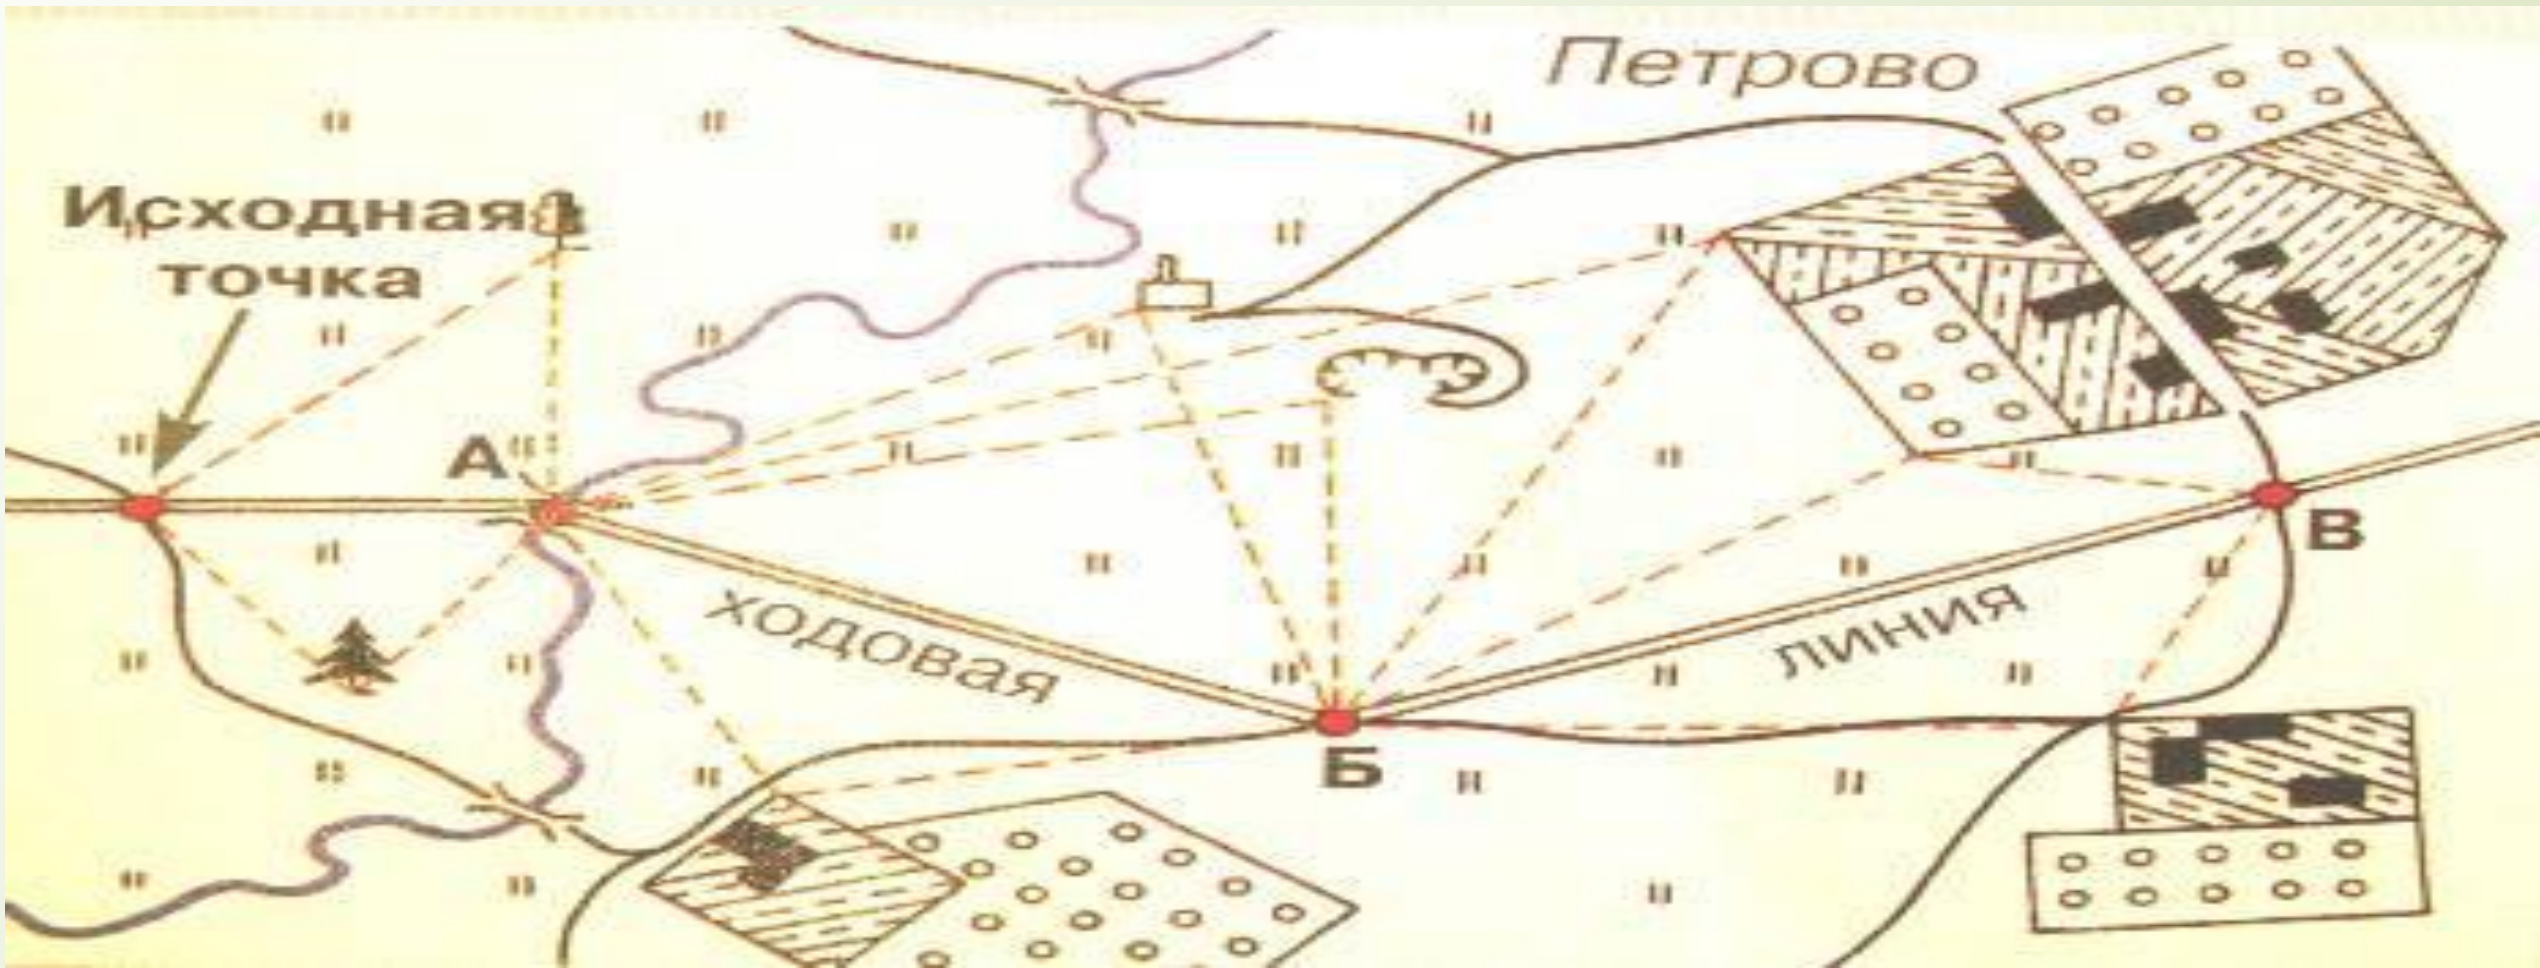 Петрово
Исходная
точка
А
ходовая
линия
Б
В